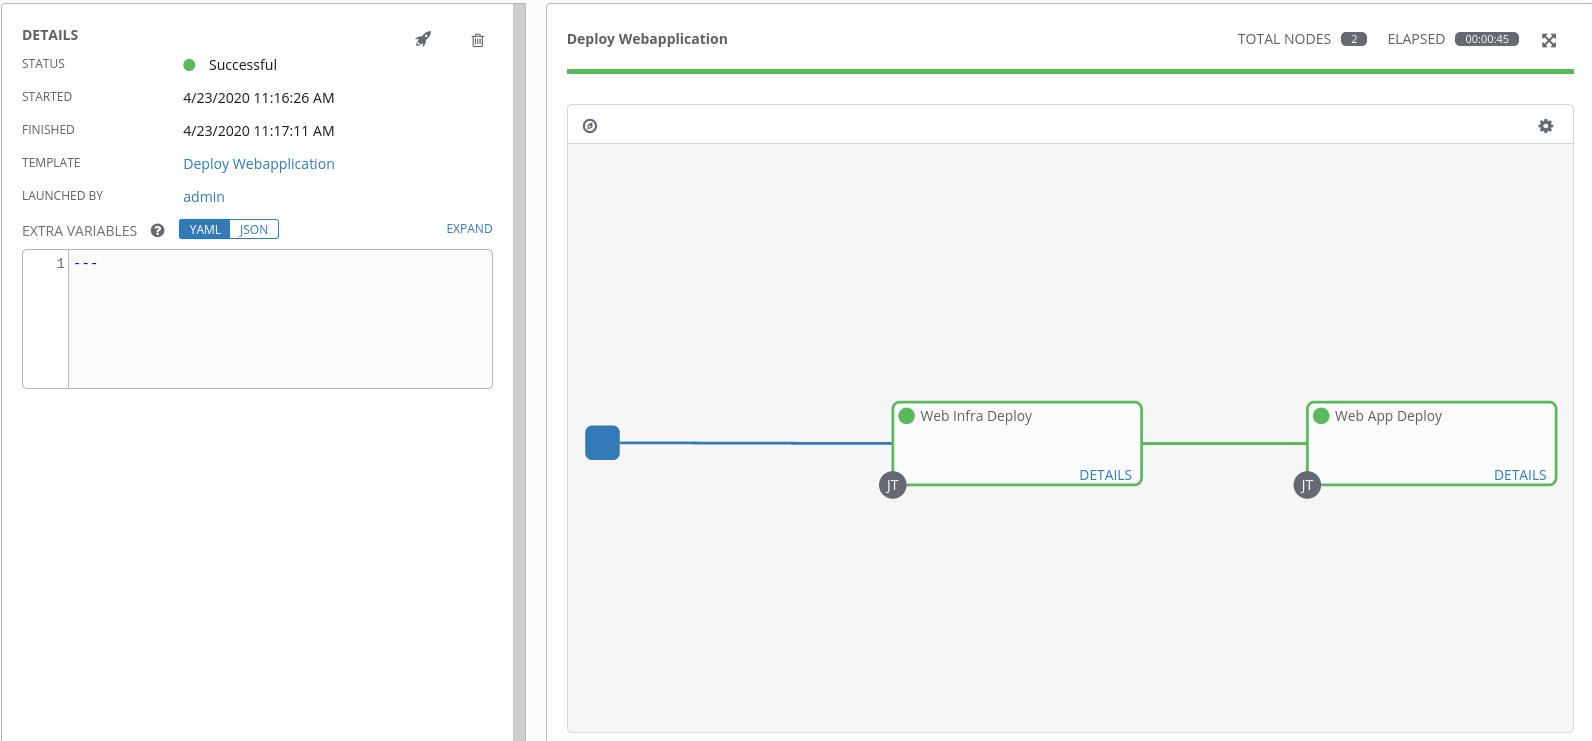 DETAILS
STATUS Successful
STARTED 4/23/2020 11:16:26 AM
FINISHED 4/23/2020 11:17:11 AM
TEMPLATE Deploy Webapplication
LAUNCHED BY admin
EXTRA VARIABLES ? YAML JSON EXPAND
1 ---
Deploy Webapplication TOTAL NODES 2 ELAPSED 00:00:45
Web Infra Deploy
DETAILS
JT
Web App Deploy
DETAILS
JT